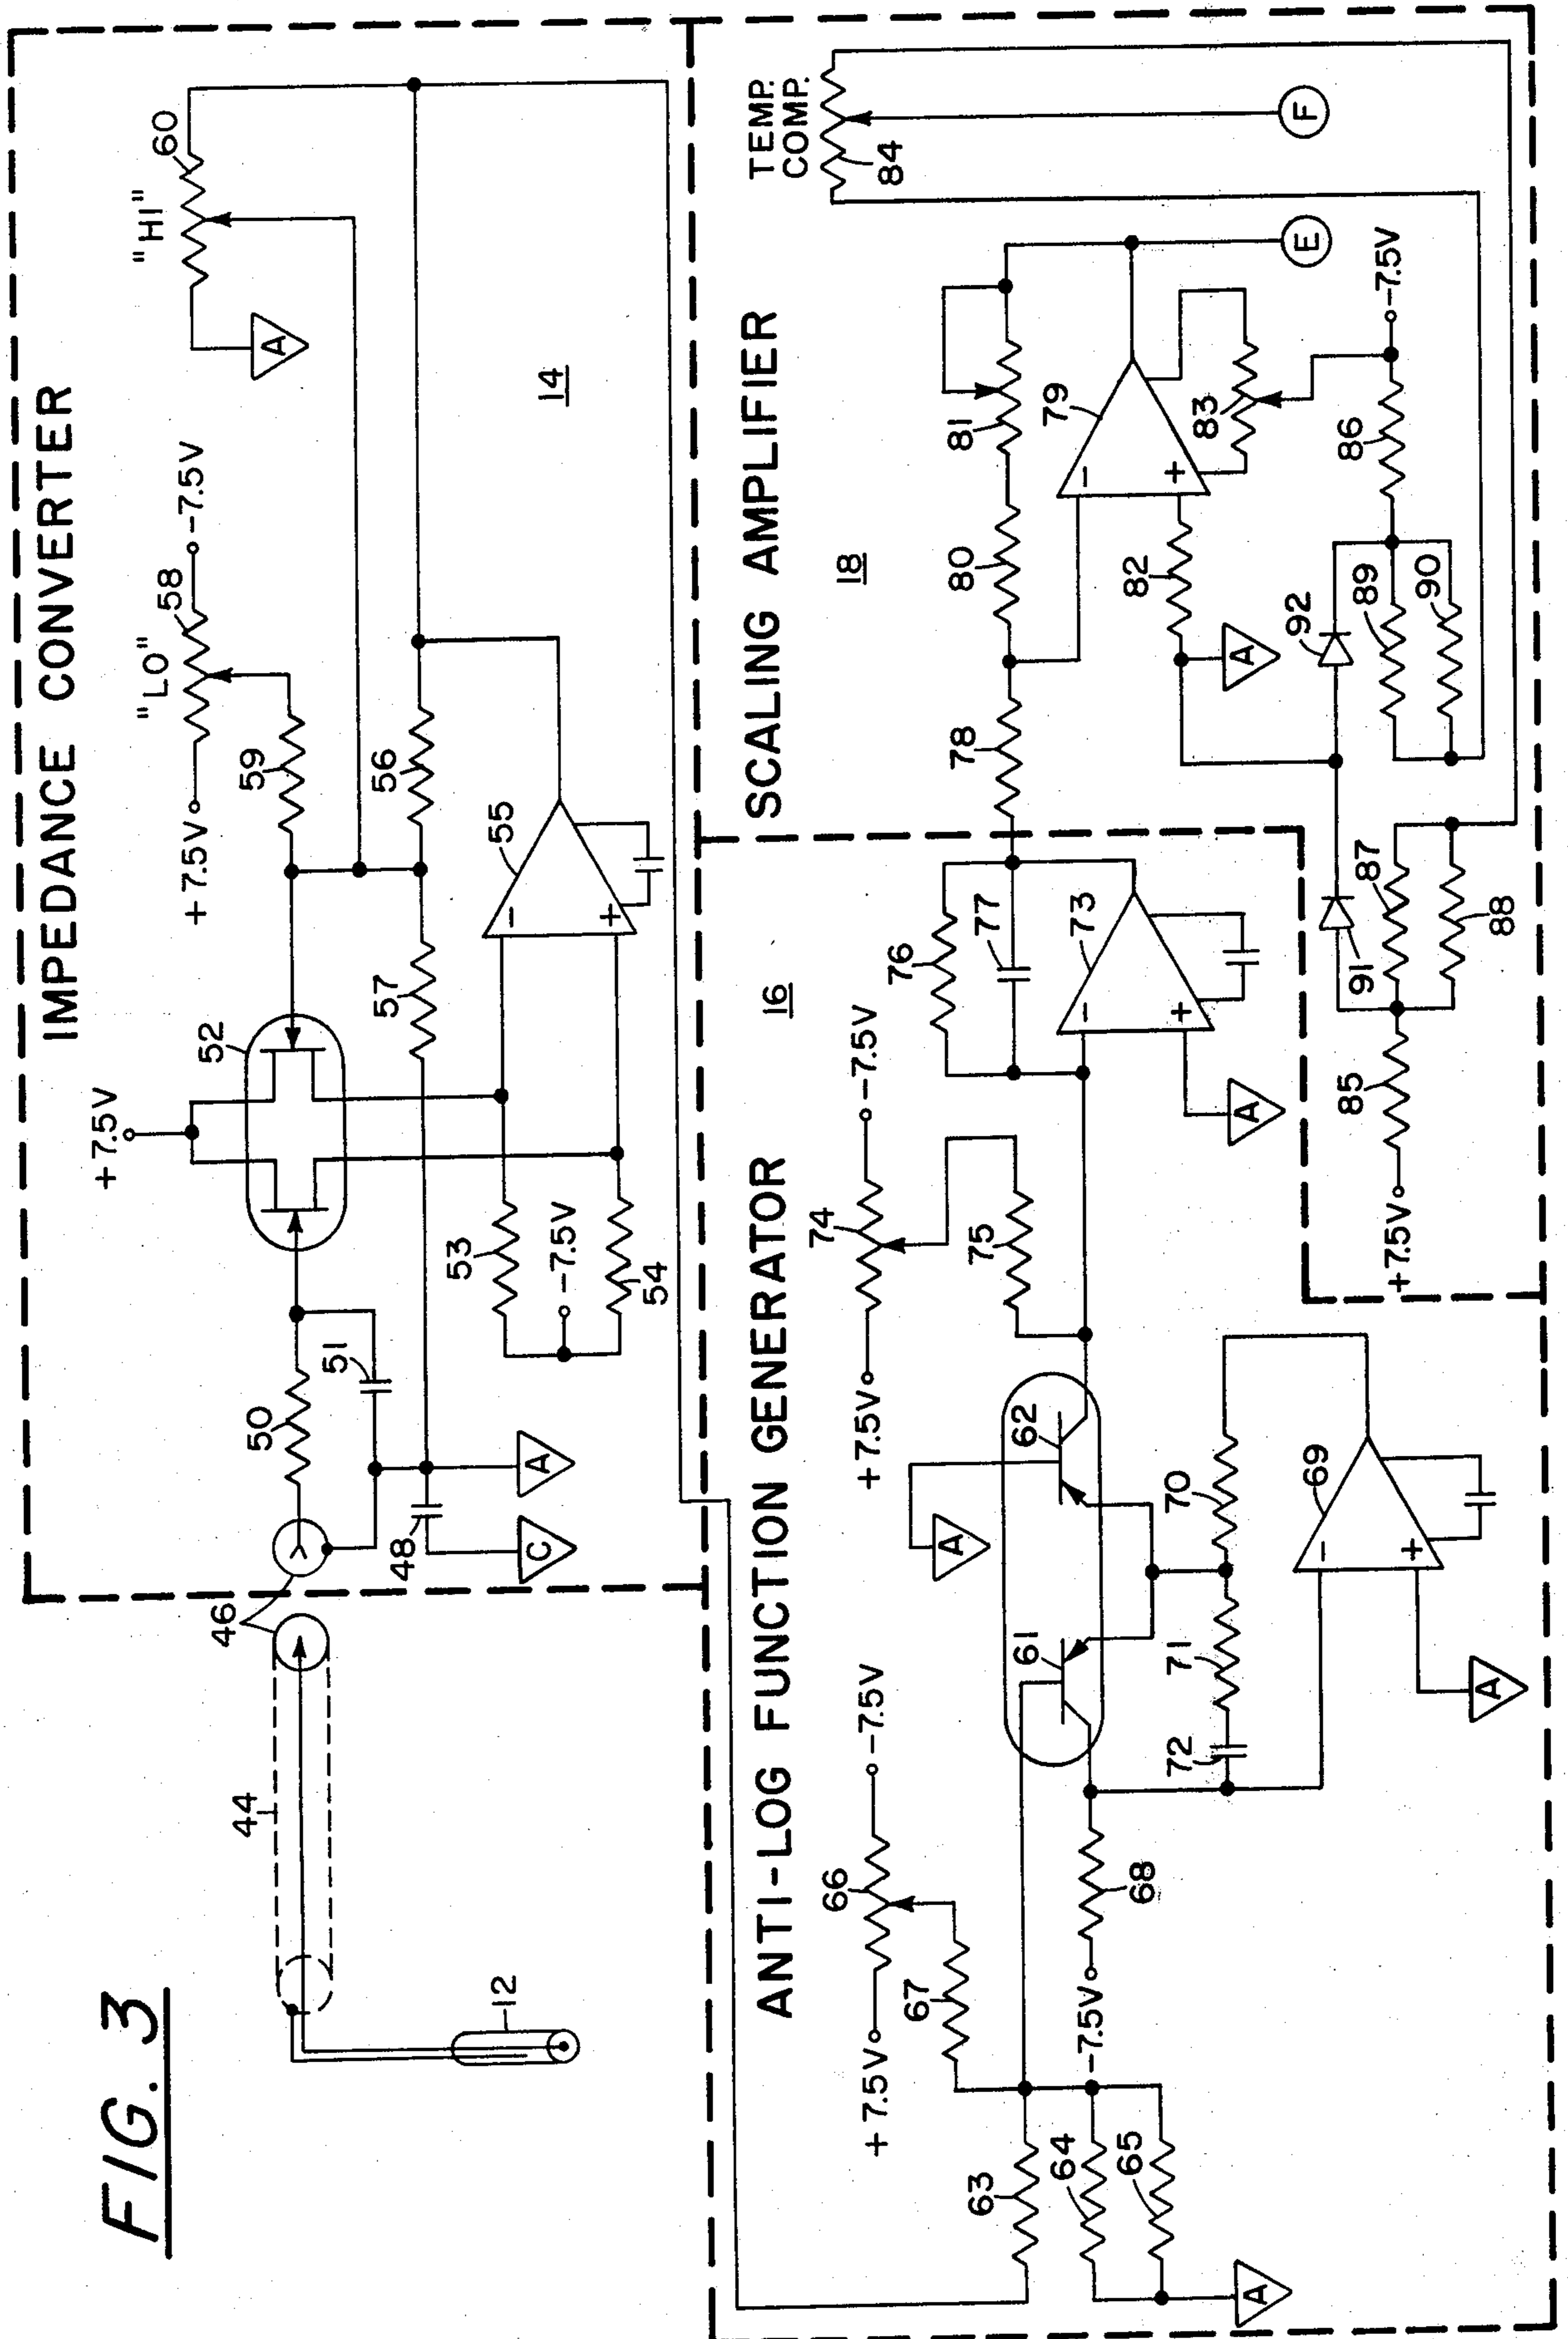 FIG. 3
IMPEDANCE CONVERTER
+7.5V
"LO"
58
-7.5V
"HI"
60
A
+7.5V
52
59
46
50
51
57
56
44
12
48
A
C
53
-7.5V
54
55
14
ANTI-LOG FUNCTION GENERATOR
16
66
-7.5V
+7.5V
67
74
-7.5V
+7.5V
75
76
77
73
A
63
64
65
A
-7.5V
68
61
62
A
72
71
70
69
A
SCALING AMPLIFIER
18
TEMP.
COMP.
84
F
78
80
81
79
E
82
A
83
-7.5V
86
92
89
90
91
87
88
85
+7.5V